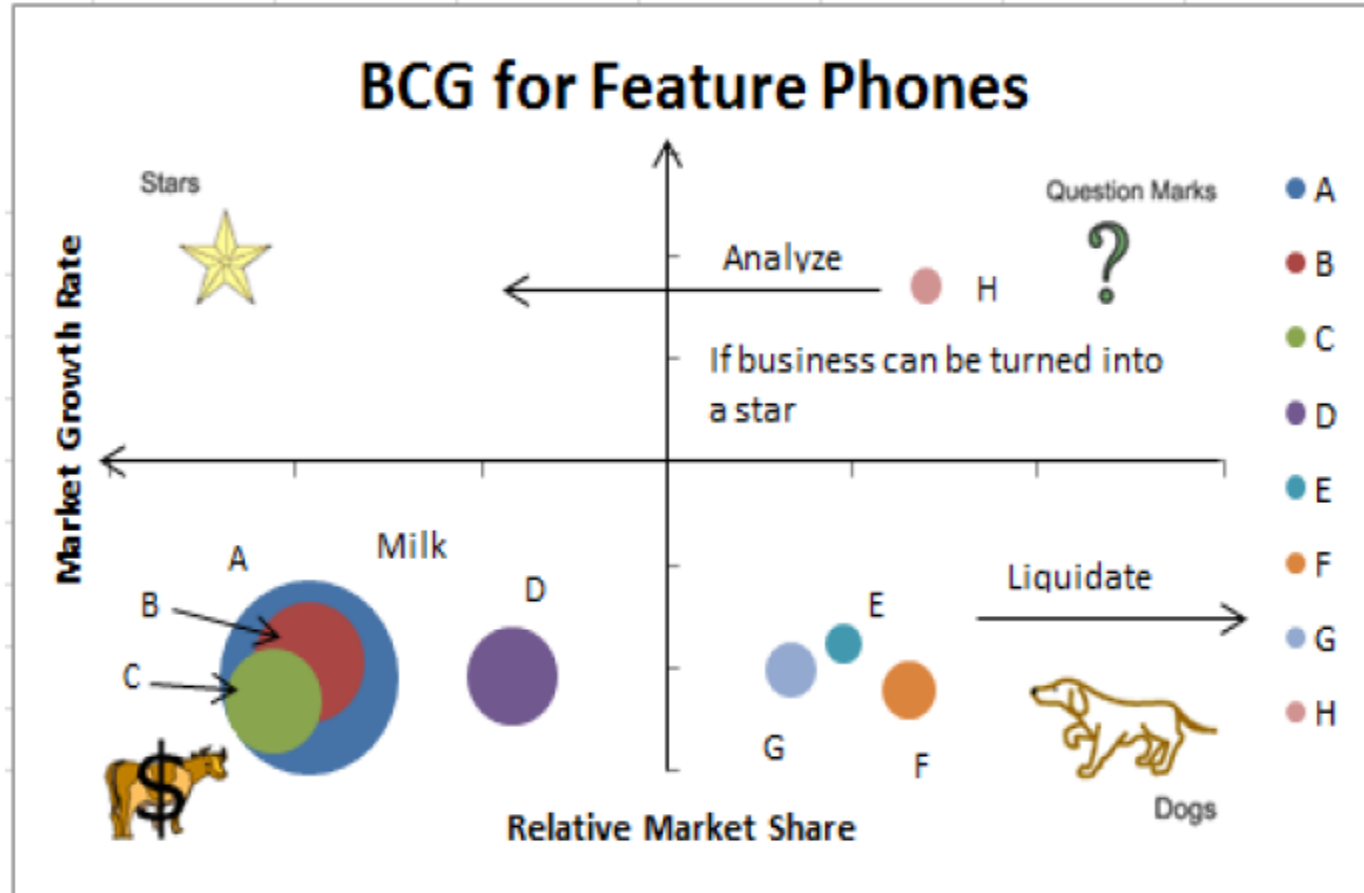 BCG for Feature Phones
Stars
Question Marks
Analyze
H
If business can be turned into
a star
Market Growth Rate
A
Milk
B
C
D
E
Liquidate
G
F
$
Dogs
Relative Market Share
A
B
C
D
E
F
G
H
?